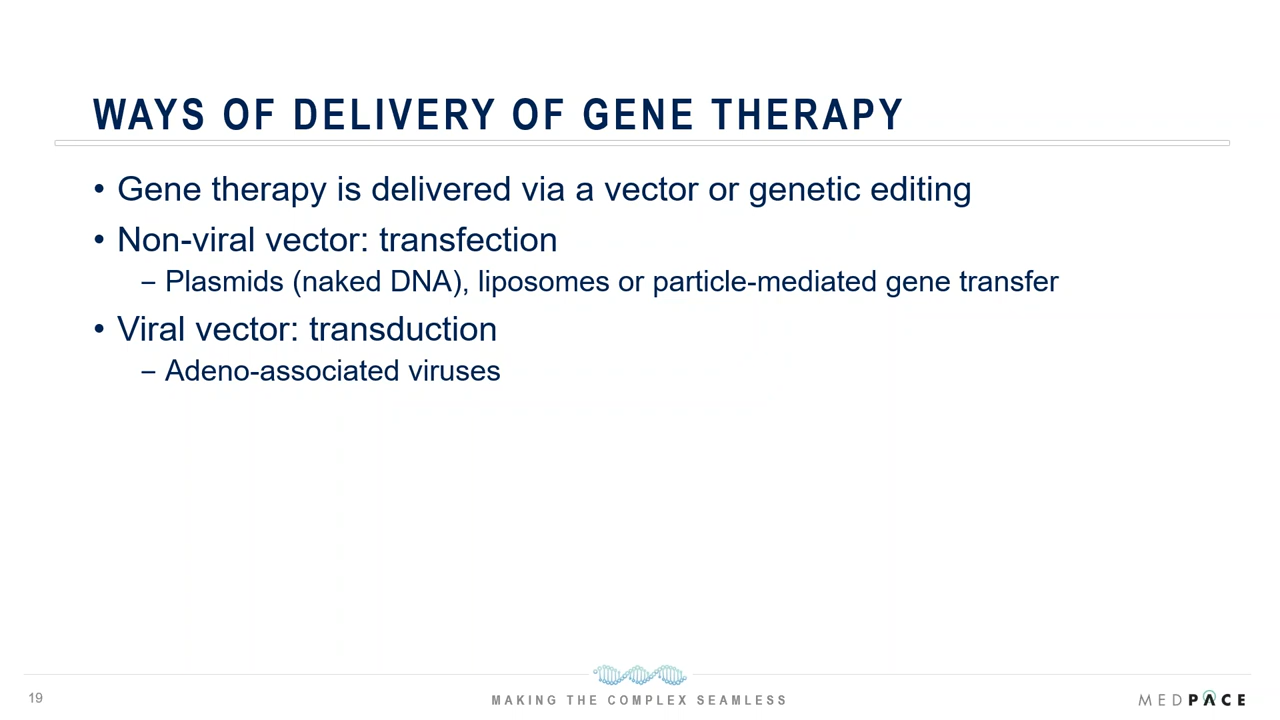 WAYS OF DELIVERY OF GENE THERAPY
• Gene therapy is delivered via a vector or genetic editing
• Non-viral vector: transfection
– Plasmids (naked DNA), liposomes or particle-mediated gene transfer
• Viral vector: transduction
– Adeno-associated viruses
19
MAKING THE COMPLEX SEAMLESS
MEDPACE